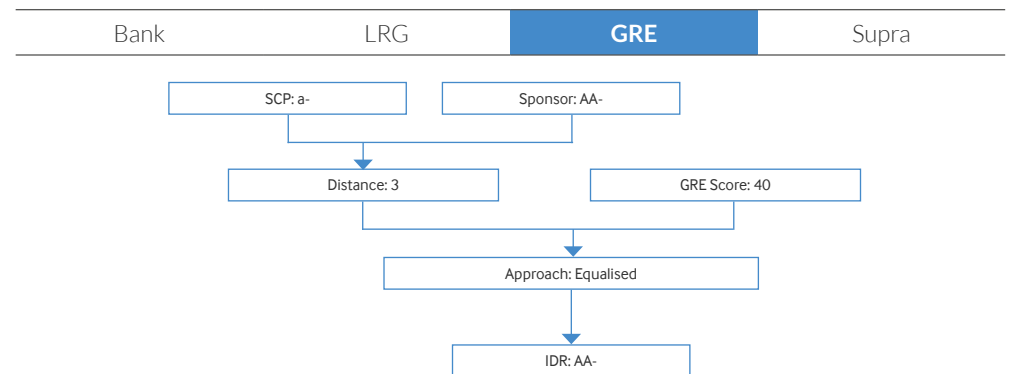 Bank LRG GRE Supra
SCP: a- Sponsor: AA-
Distance: 3 GRE Score: 40
Approach: Equalised
IDR: AA-